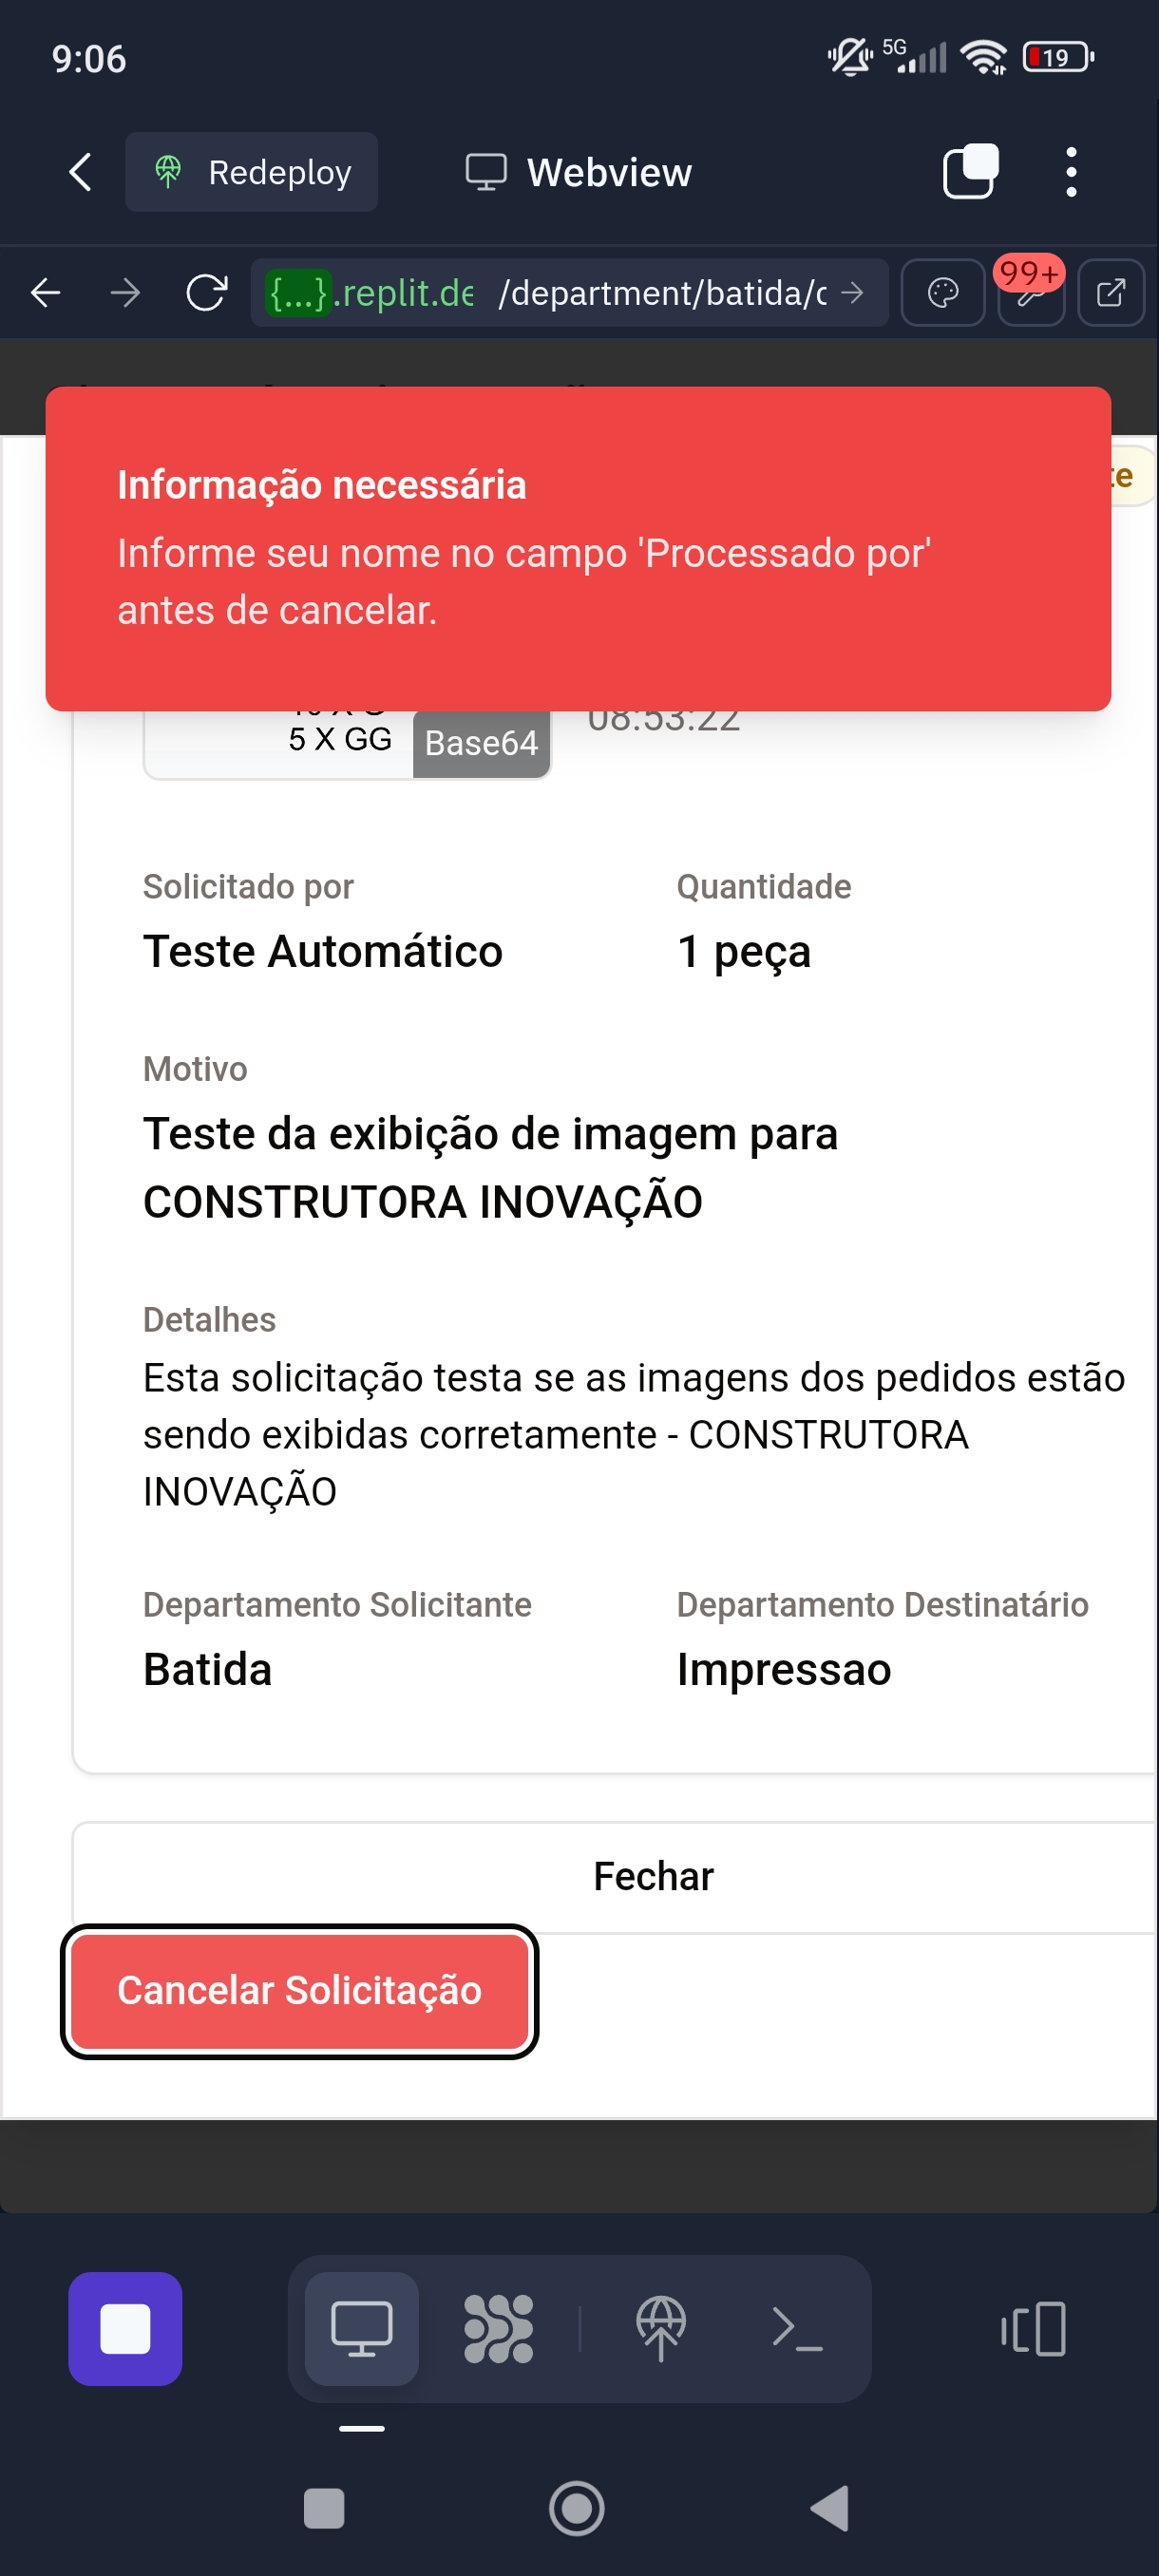 9:06
5G
19
Redeploy
Webview
{...}.replit.de /department/batida/c
99+
te
Informação necessária
Informe seu nome no campo 'Processado por'
antes de cancelar.
08:53:22
5 X GG
Base64
Solicitado por
Quantidade
Teste Automático
1 peça
Motivo
Teste da exibição de imagem para
CONSTRUTORA INOVAÇÃO
Detalhes
Esta solicitação testa se as imagens dos pedidos estão
sendo exibidas corretamente - CONSTRUTORA
INOVAÇÃO
Departamento Solicitante
Departamento Destinatário
Batida
Impressao
Fechar
Cancelar Solicitação